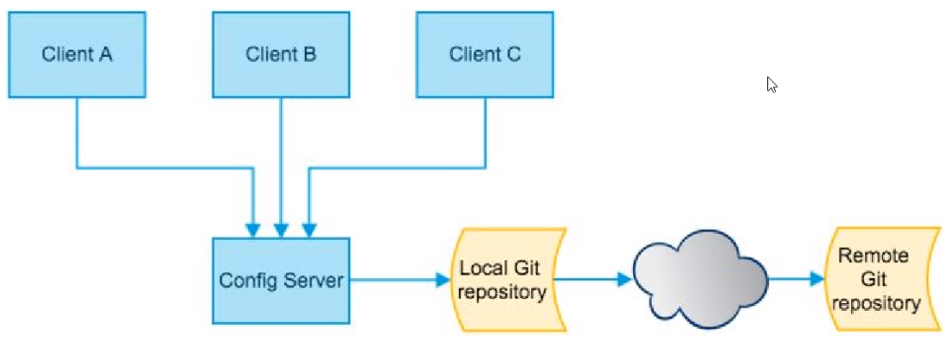 Client A
Client B
Client C
Config Server
Local Git
repository
Remote
Git
repository